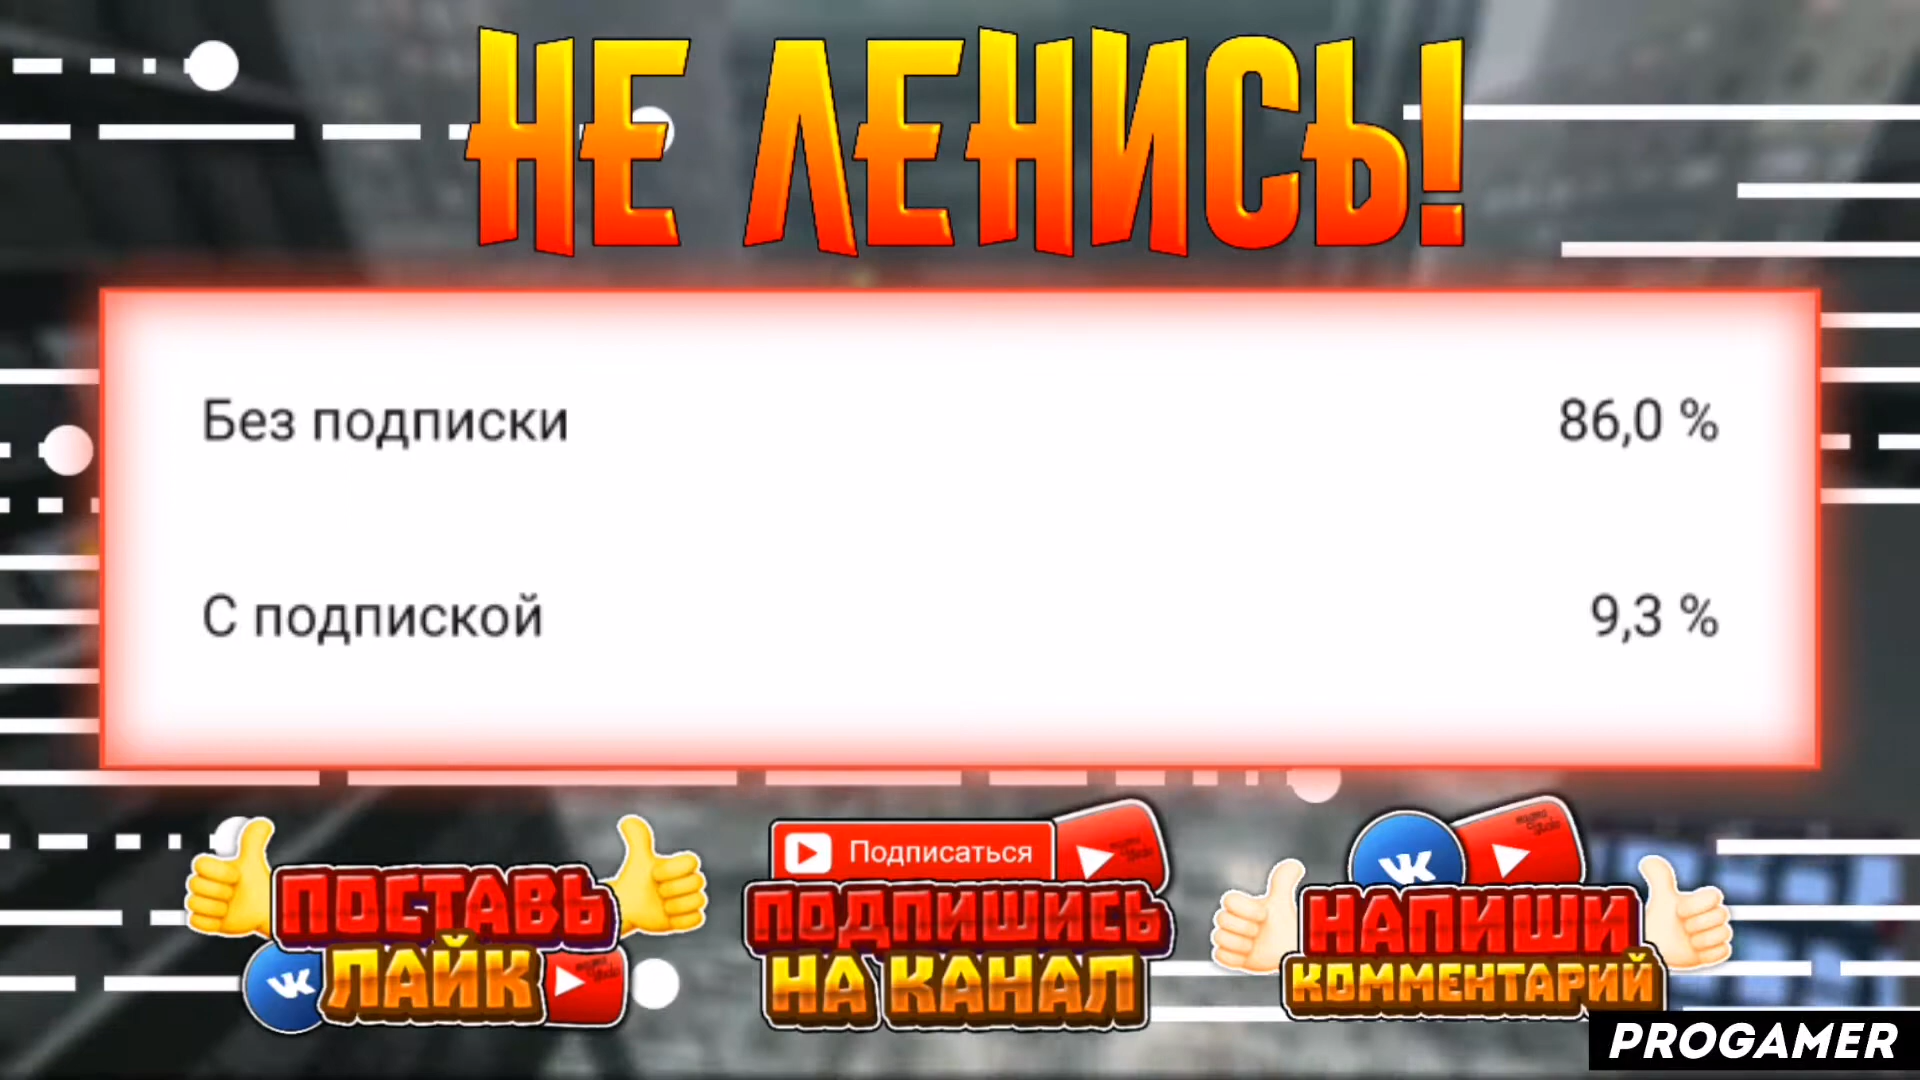 НЕ ЛЕНИСЬ!
Без подписки 86,0 %
С подпиской 9,3 %
ПОСТАВЬ
ЛАЙК
Подписаться
ПОДПИШИСЬ
НА КАНАЛ
НАПИШИ
КОММЕНТАРИЙ
PROGAMER